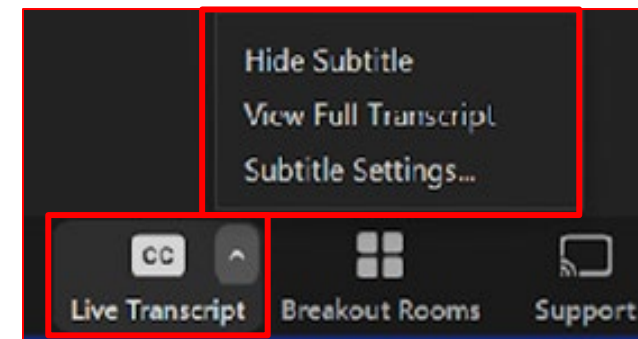 Hide Subtitle
View Full Transcript
Subtitle Settings...
CC
Live Transcript Breakout Rooms Support